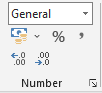 General
% ,
←.0 .00
.00 →.0
Number